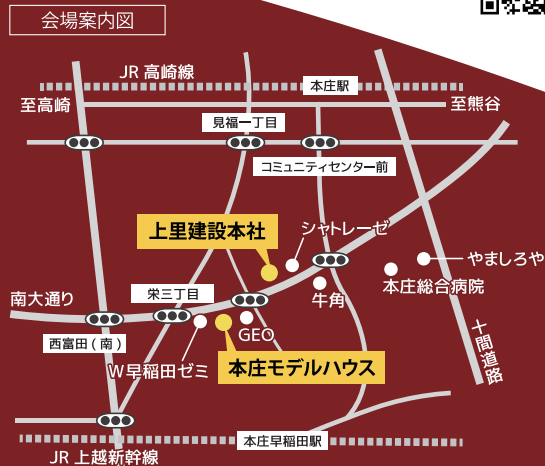 会場案内図
JR 高崎線
本庄駅
至高崎
至熊谷
見福一丁目
コミュニティセンター前
上里建設本社
シャトレーゼ
やましろや
本庄総合病院
南大通り
栄三丁目
牛角
GEO
西富田 ( 南 )
W早稲田ゼミ
本庄モデルハウス
十間道路
本庄早稲田駅
JR 上越新幹線